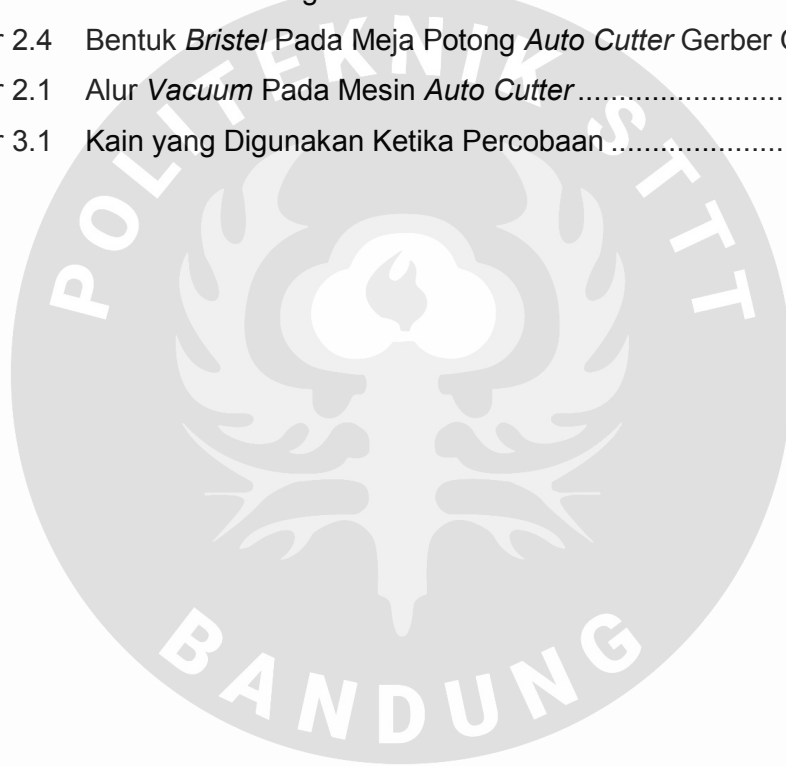 r 2.4 Bentuk Bristel Pada Meja Potong Auto Cutter Gerber
r 2.1 Alur Vacuum Pada Mesin Auto Cutter ........................
r 3.1 Kain yang Digunakan Ketika Percobaan .....................
POLITEKNIK STTT
BANDUNG